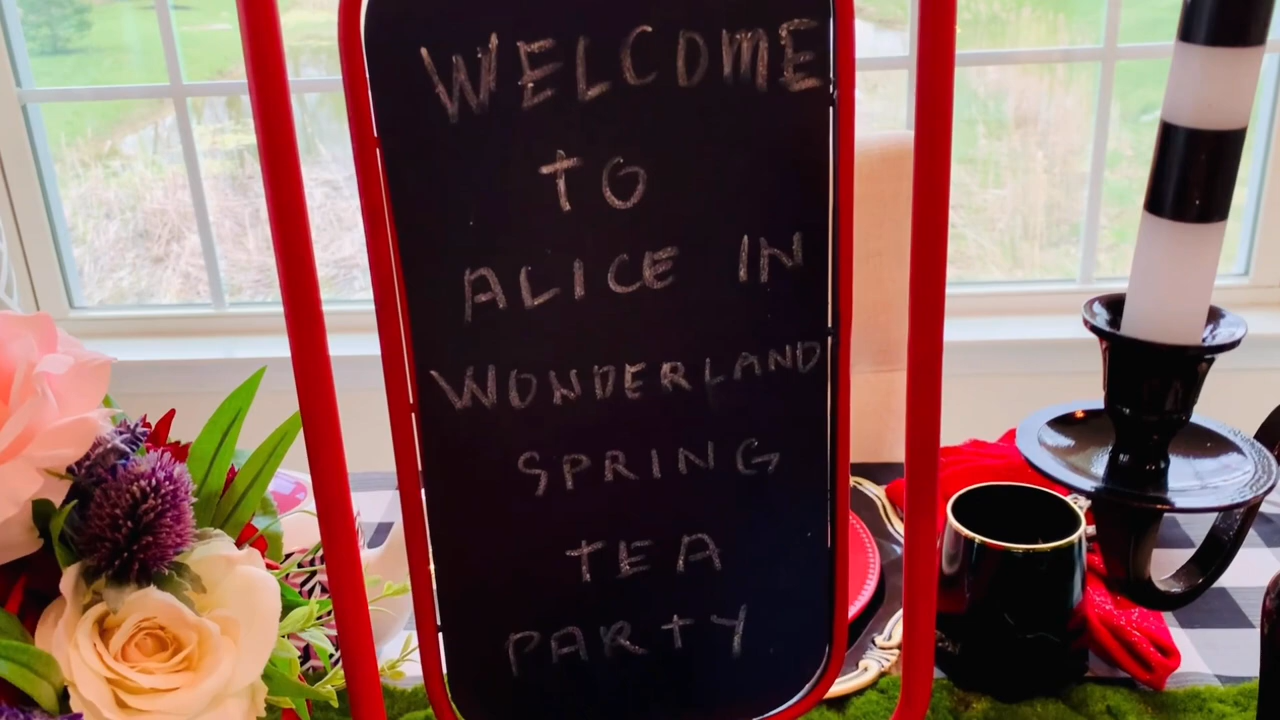 WELCOME
TO
ALICE IN
WONDERLAND
SPRING
TEA
PARTY